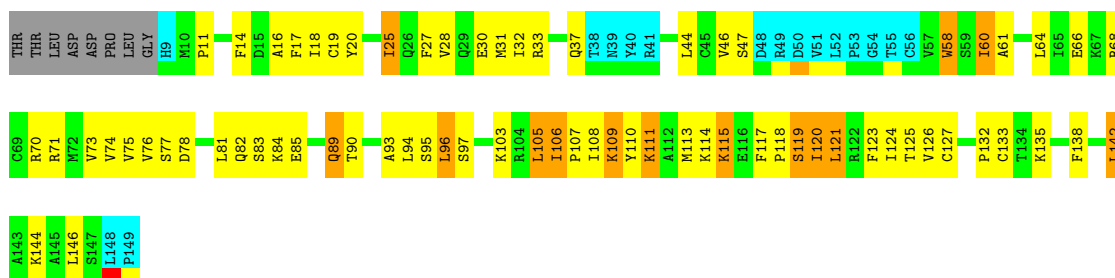 THR THR LEU ASP ASP PRO LEU GLY H9 M10 P11 F14 D15 A16 F17 I18 C19 Y20 I25 Q26 F27 V28 Q29 E30 M31 I32 R33 Q37 T38 N39 Y40 R41 L44 C45 V46 S47 D48 R49 D50 V51 L52 P53 G54 T55 C56 V57 W58 S59 I60 A61 L64 I65 E66 K67
C69 R70 R71 M72 V73 V74 V75 V76 S77 D78 L81 Q82 S83 K84 E85 Q89 T90 A93 L94 S95 L96 S97 K103 R104 L105 I106 P107 I108 K109 Y110 K111 A112 M113 K114 K115 E116 F117 P118 S119 I120 L121 R122 F123 I124 T125 V126 C127 P132 C133 T134 K135 F138
A143 K144 A145 L146 S147 L148 P149